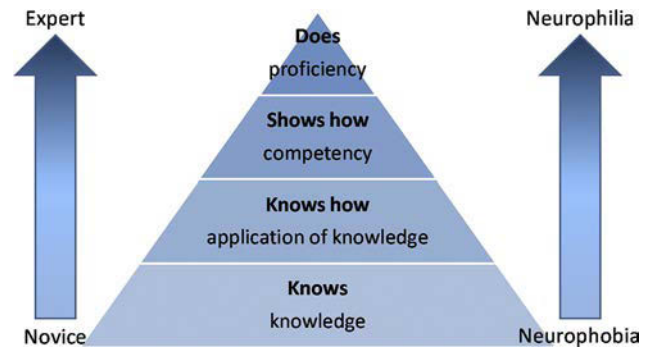 Expert
Neurophilia
Does
proficiency
Shows how
competency
Knows how
application of knowledge
Knows
knowledge
Novice
Neurophobia